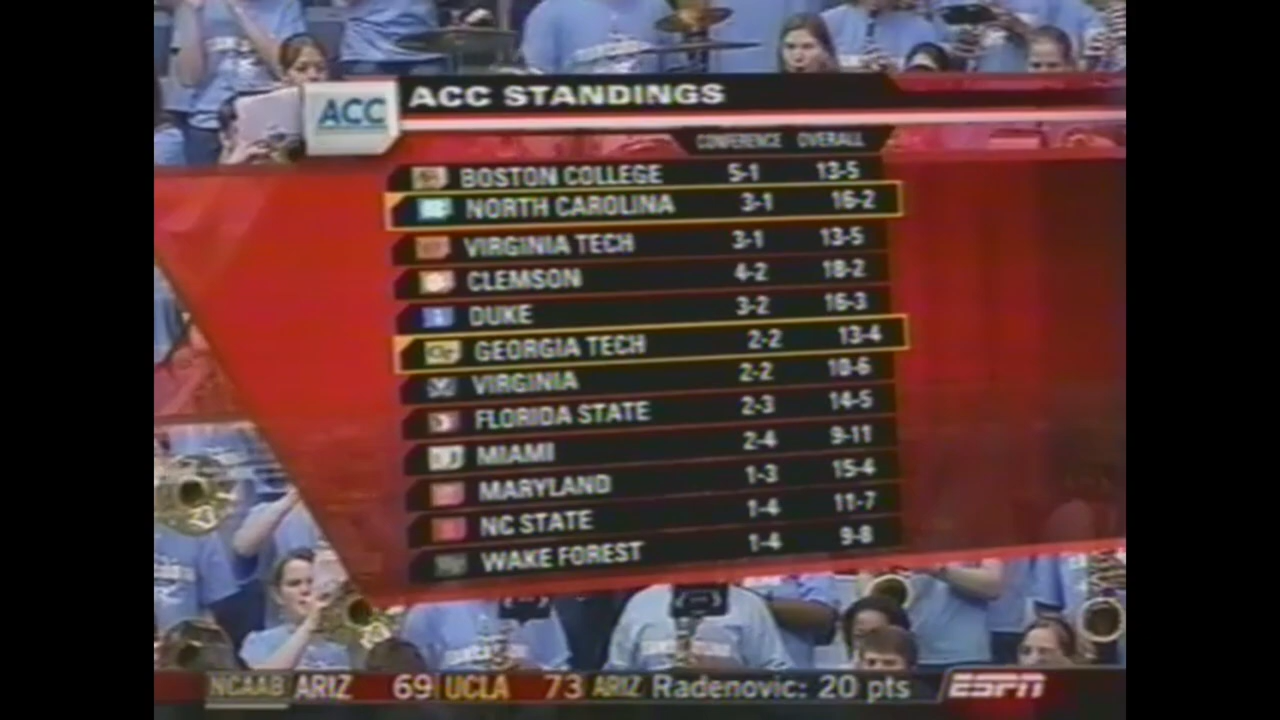 ACC
ACC STANDINGS
CONFERENCE OVERALL
BOSTON COLLEGE 5-1 13-5
NORTH CAROLINA 3-1 16-2
VIRGINIA TECH 3-1 13-5
CLEMSON 4-2 18-2
DUKE 3-2 16-3
GEORGIA TECH 2-2 13-4
VIRGINIA 2-2 10-6
FLORIDA STATE 2-3 14-5
MIAMI 2-4 9-11
MARYLAND 1-3 15-4
NC STATE 1-4 11-7
WAKE FOREST 1-4 9-8
NCAAB ARIZ 69 UCLA 73 ARIZ Radenovic: 20 pts ESPN